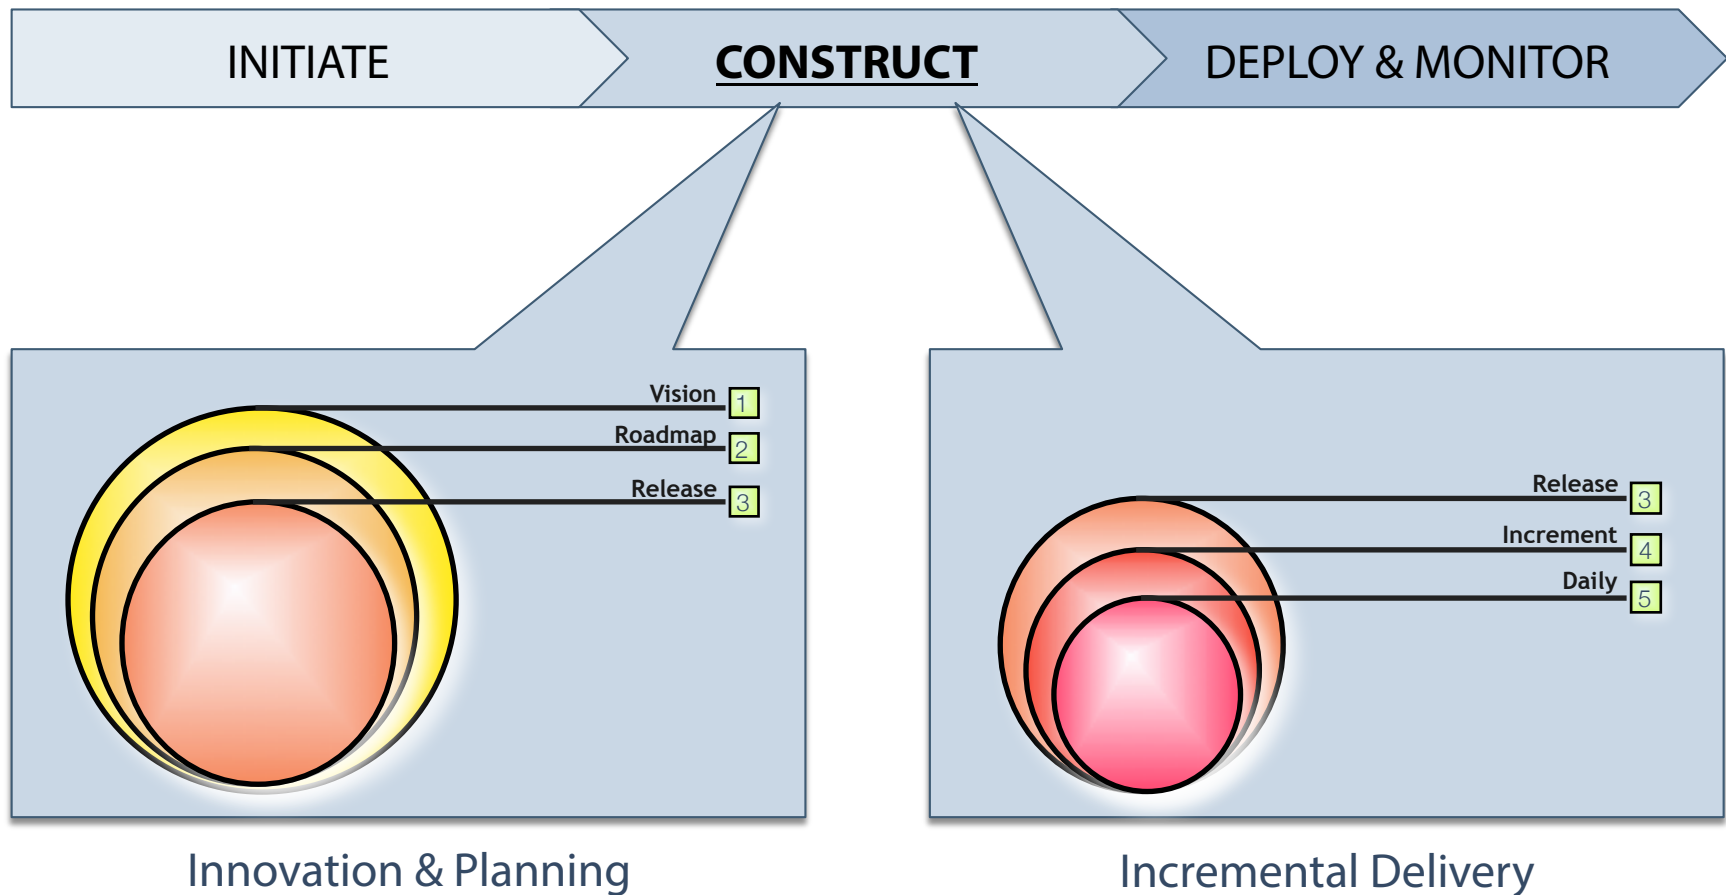 INITIATE
CONSTRUCT
DEPLOY & MONITOR
Vision 1
Roadmap 2
Release 3
Release 3
Increment 4
Daily 5
Innovation & Planning
Incremental Delivery